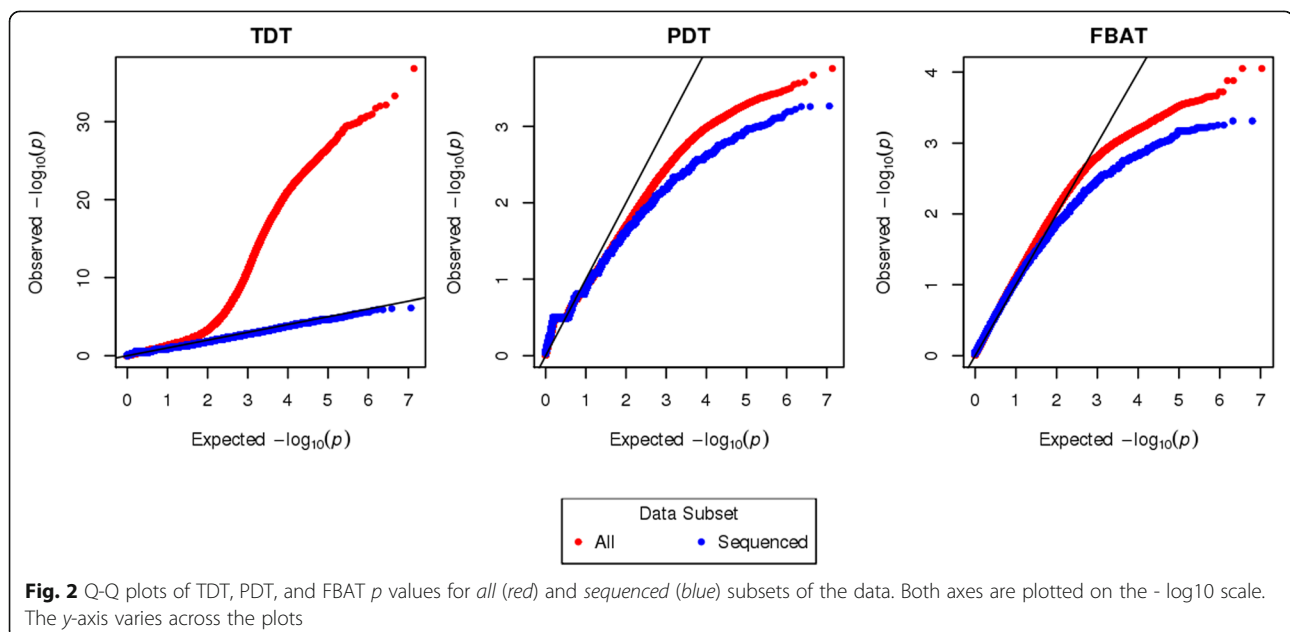 TDT
PDT
FBAT
Observed −log10(p)
0 10 20 30
0 1 2 3 4 5 6 7
Expected −log10(p)
Observed −log10(p)
0 1 2 3
0 1 2 3 4 5 6 7
Expected −log10(p)
Observed −log10(p)
0 1 2 3 4
0 1 2 3 4 5 6 7
Expected −log10(p)
Data Subset
All Sequenced
Fig. 2 Q-Q plots of TDT, PDT, and FBAT p values for all (red) and sequenced (blue) subsets of the data. Both axes are plotted on the - log10 scale.
The y-axis varies across the plots